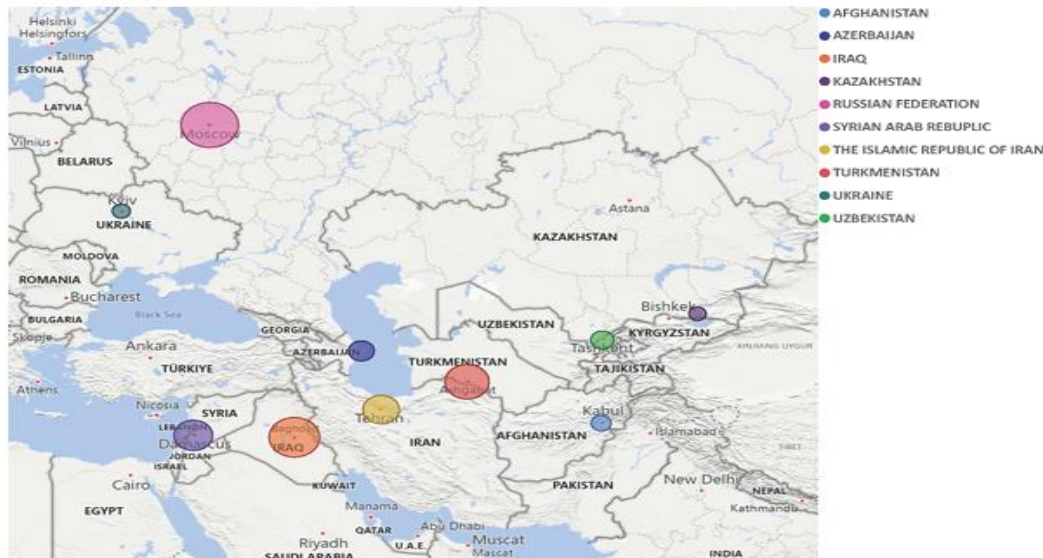 Helsinki
Helsingfors
Tallinn
ESTONIA
LATVIA
Vilnius
Moscow
BELARUS
Kyiv
UKRAINE
Astana
KAZAKHSTAN
MOLDOVA
ROMANIA
Bucharest
Black Sea
BULGARIA
Skopje
GEORGIA
UZBEKISTAN
Bishkek
KYRGYZSTAN
Ankara
AZERBAIJAN
Tashkent
XINJIANG UYGUR
TÜRKIYE
TURKMENISTAN
TAJIKISTAN
Athens
Ashgabat
Nicosia
SYRIA
Tehran
Kabul
LEBANON
Baghdad
AFGHANISTAN
Islamabad
Damascus
IRAQ
IRAN
TIBET
JORDAN
ISRAEL
Cairo
KUWAIT
PAKISTAN
New Delhi
NEPAL
Kathmandu
EGYPT
Manama
QATAR
Abu Dhabi
Riyadh
U.A.E.
Muscat
Mascat
SAUDI ARABIA
INDIA
AFGHANISTAN
AZERBAIJAN
IRAQ
KAZAKHSTAN
RUSSIAN FEDERATION
SYRIAN ARAB REBUPLIC
THE ISLAMIC REPUBLIC OF IRAN
TURKMENISTAN
UKRAINE
UZBEKISTAN